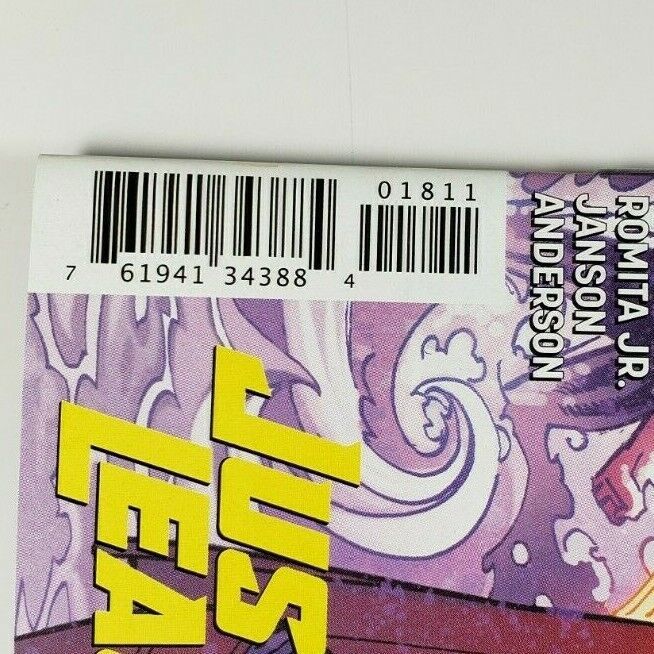 01811
7 61941 34388 4
ROMITA JR.
JANSON
ANDERSON
JUS
LEA